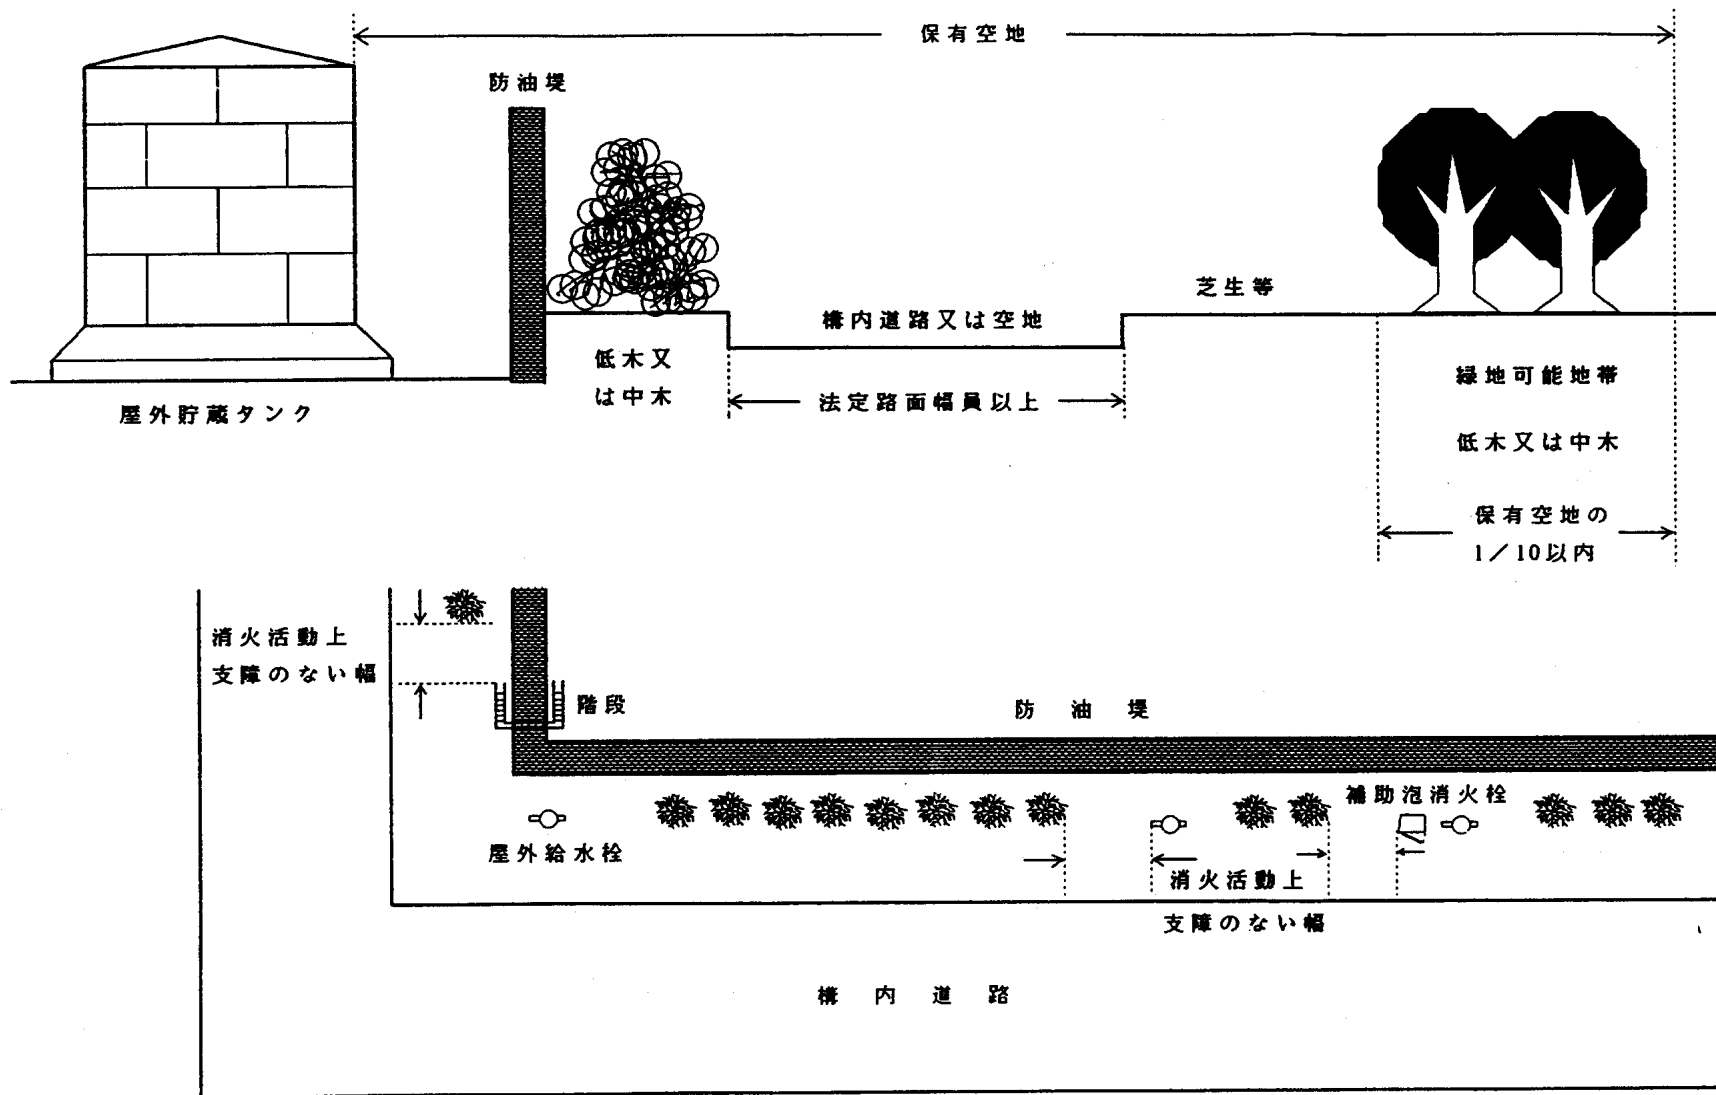 保有空地
防油堤
芝生等
構内道路又は空地
低木又
は中木
緑地可能地帯
法定路面幅員以上
屋外貯蔵タンク
低木又は中木
保有空地の
1/10以内
消火活動上
支障のない幅
階段
防油堤
補助泡消火栓
屋外給水栓
消火活動上
支障のない幅
構内道路